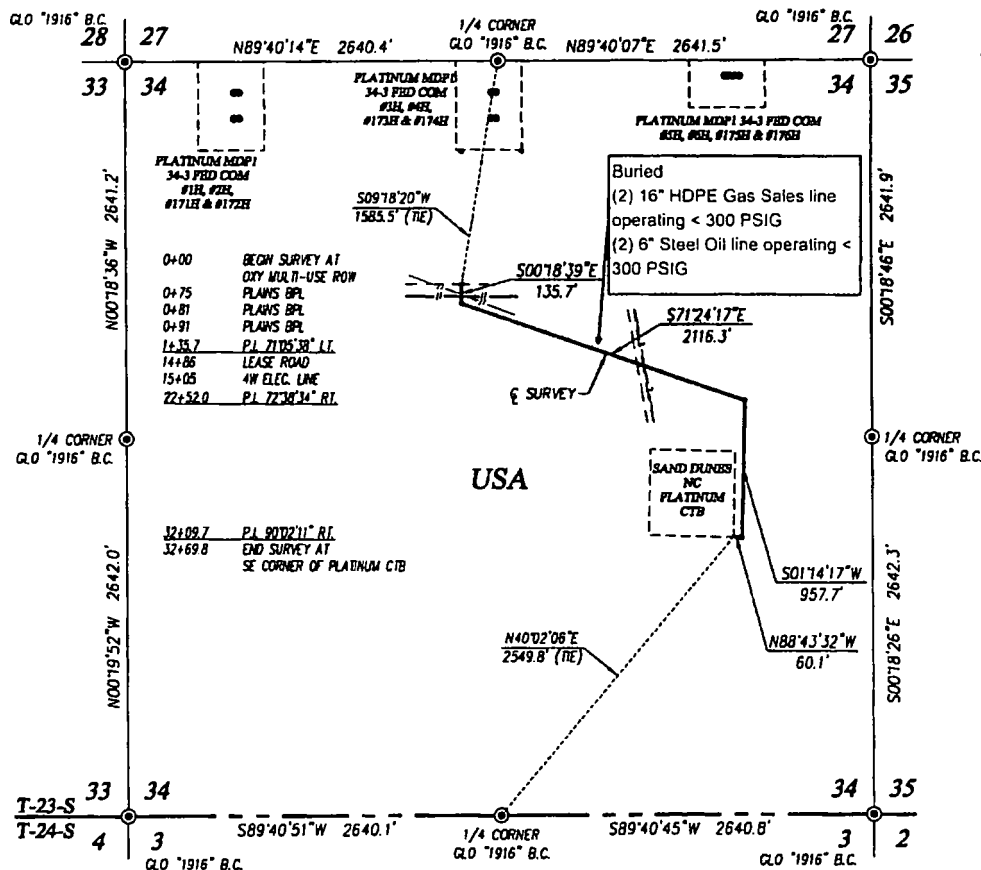 GLO "1916" B.C.
28 27
33 34
N89°40'14"E 2640.4'
1/4 CORNER
GLO "1916" B.C.
N89°40'07"E 2641.5'
GLO "1916" B.C.
27 26
34 35
PLATINUM MDP1
34-3 FED COM
#1H, #2H,
#171H & #172H
PLATINUM MDP1
34-3 FED COM
#3H, #4H,
#173H & #174H
PLATINUM MDP1 34-3 FED COM
#5H, #6H, #175H & #176H
Buried
(2) 16" HDPE Gas Sales line
operating < 300 PSIG
(2) 6" Steel Oil line operating <
300 PSIG
N00°18'36"W 2641.2'
S00°18'46"E 2641.9'
S09°18'20"W
1585.5' (TIE)
S00°18'39"E
135.7'
S71°24'17"E
2116.3'
0+00 BEGIN SURVEY AT
OXY MULTI-USE ROW
0+75 PLAINS BPL
0+81 PLAINS BPL
0+91 PLAINS BPL
1+35.7 P.I. 71°05'38" LT.
14+86 LEASE ROAD
15+05 4W ELEC. LINE
22+52.0 P.I. 72°38'34" RT.
℄ SURVEY
1/4 CORNER
GLO "1916" B.C.
1/4 CORNER
GLO "1916" B.C.
USA
SAND DUNES
NC
PLATINUM
CTB
32+09.7 P.I. 90°02'11" RT.
32+69.8 END SURVEY AT
SE CORNER OF PLATINUM CTB
S01°14'17"W
957.7'
N88°43'32"W
60.1'
N40°02'06"E
2549.8' (TIE)
N00°19'52"W 2642.0'
S00°18'26"E 2642.3'
T-23-S 33 34
T-24-S 4 3
GLO "1916" B.C.
S89°40'51"W 2640.1'
1/4 CORNER
GLO "1916" B.C.
S89°40'45"W 2640.8'
34 35
3 2
GLO "1916" B.C.